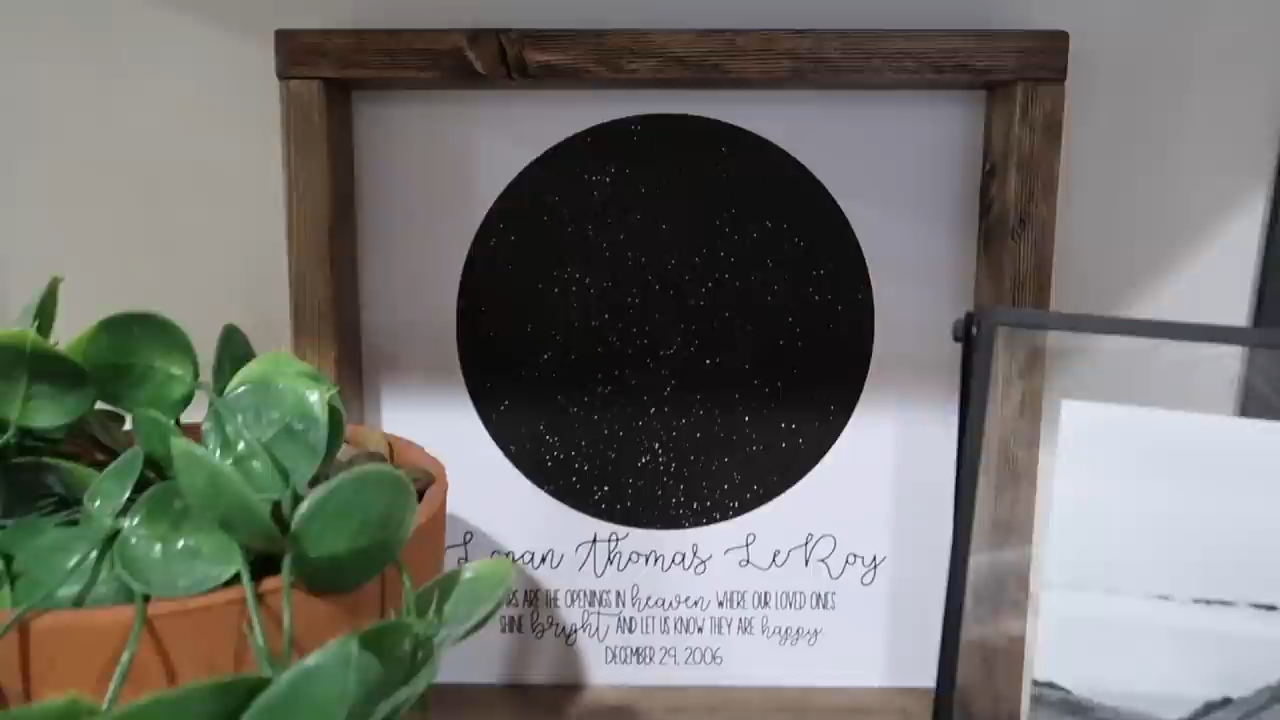 Thomas LeRoy
ARE THE OPENINGS IN heaven WHERE OUR LOVED ONES
SHINE bright AND LET US KNOW THEY ARE happy
DECEMBER 29, 2006